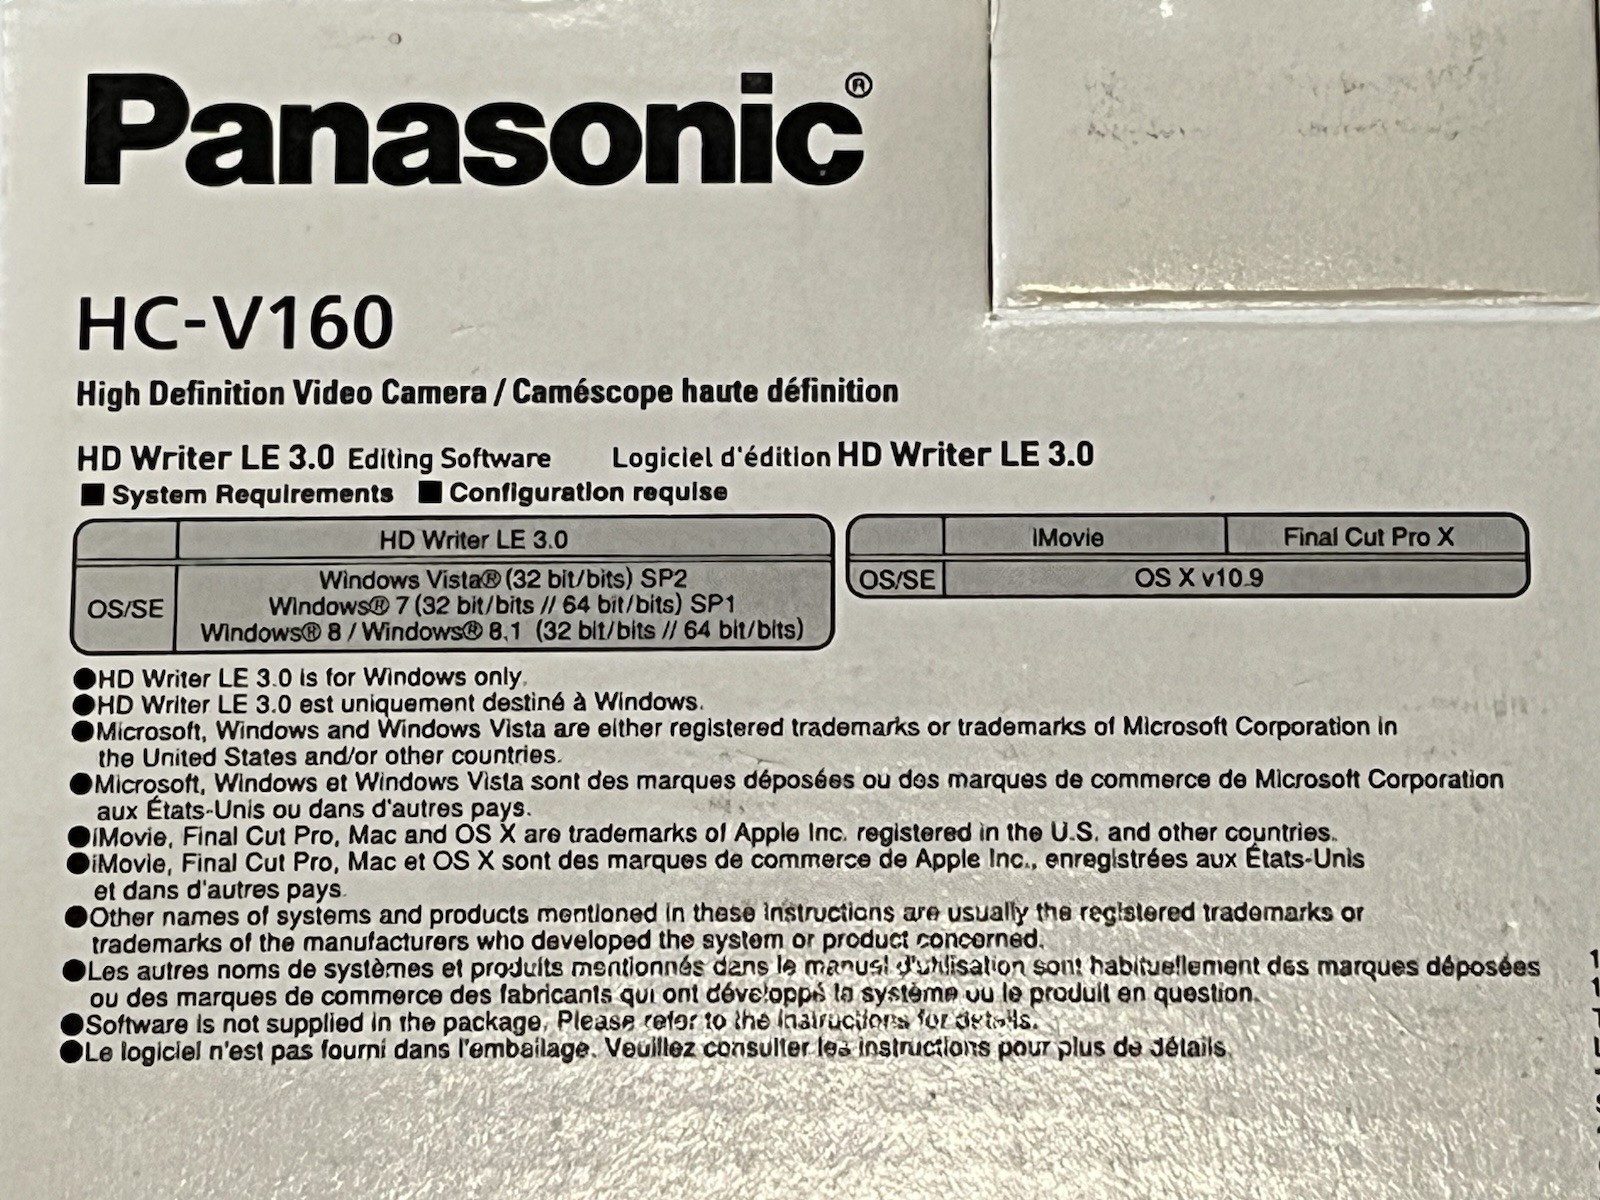 Panasonic®
HC-V160
High Definition Video Camera / Caméscope haute définition
HD Writer LE 3.0 Editing Software Logiciel d'édition HD Writer LE 3.0
■ System Requirements ■ Configuration requise
HD Writer LE 3.0
OS/SE
Windows Vista® (32 bit/bits) SP2
Windows® 7 (32 bit/bits // 64 bit/bits) SP1
Windows® 8 / Windows® 8.1 (32 bit/bits // 64 bit/bits)
iMovie Final Cut Pro X
OS/SE OS X v10.9
●HD Writer LE 3.0 is for Windows only.
●HD Writer LE 3.0 est uniquement destiné à Windows.
●Microsoft, Windows and Windows Vista are either registered trademarks or trademarks of Microsoft Corporation in
the United States and/or other countries.
●Microsoft, Windows et Windows Vista sont des marques déposées ou des marques de commerce de Microsoft Corporation
aux États-Unis ou dans d'autres pays.
●iMovie, Final Cut Pro, Mac and OS X are trademarks of Apple Inc. registered in the U.S. and other countries.
●iMovie, Final Cut Pro, Mac et OS X sont des marques de commerce de Apple Inc., enregistrées aux États-Unis
et dans d'autres pays.
●Other names of systems and products mentioned in these instructions are usually the registered trademarks or
trademarks of the manufacturers who developed the system or product concerned.
●Les autres noms de systèmes et produits mentionnés dans le manuel d'utilisation sont habituellement des marques déposées
ou des marques de commerce des fabricants qui ont développé le système ou le produit en question.
●Software is not supplied in the package. Please refer to the instructions for details.
●Le logiciel n'est pas fourni dans l'emballage. Veuillez consulter les instructions pour plus de détails.